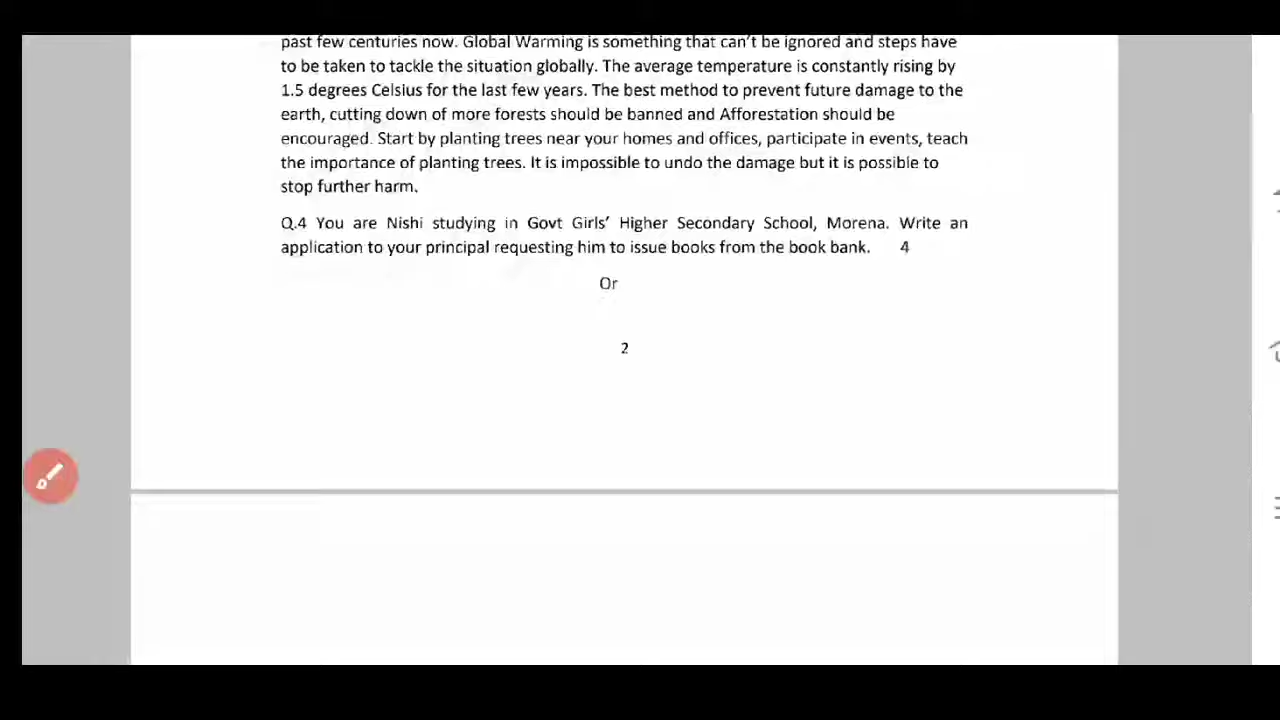 past few centuries now. Global Warming is something that can't be ignored and steps have
to be taken to tackle the situation globally. The average temperature is constantly rising by
1.5 degrees Celsius for the last few years. The best method to prevent future damage to the
earth, cutting down of more forests should be banned and Afforestation should be
encouraged. Start by planting trees near your homes and offices, participate in events, teach
the importance of planting trees. It is impossible to undo the damage but it is possible to
stop further harm.
Q.4 You are Nishi studying in Govt Girls' Higher Secondary School, Morena. Write an
application to your principal requesting him to issue books from the book bank. 4
Or
2